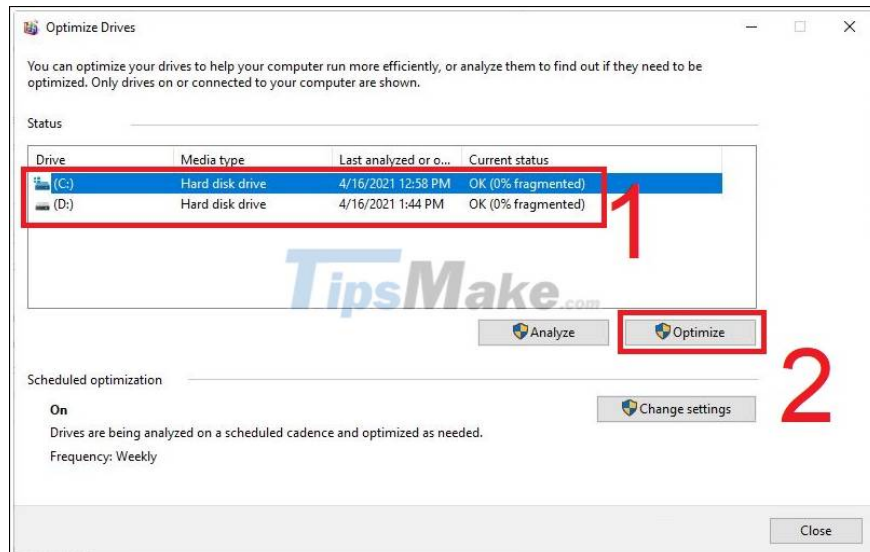 Optimize Drives
You can optimize your drives to help your computer run more efficiently, or analyze them to find out if they need to be
optimized. Only drives on or connected to your computer are shown.
Status
Drive Media type Last analyzed or o... Current status
(C:) Hard disk drive 4/16/2021 12:58 PM OK (0% fragmented)
(D:) Hard disk drive 4/16/2021 1:44 PM OK (0% fragmented)
1
TipsMake.com
Analyze Optimize
2
Scheduled optimization
On Change settings
Drives are being analyzed on a scheduled cadence and optimized as needed.
Frequency: Weekly
Close